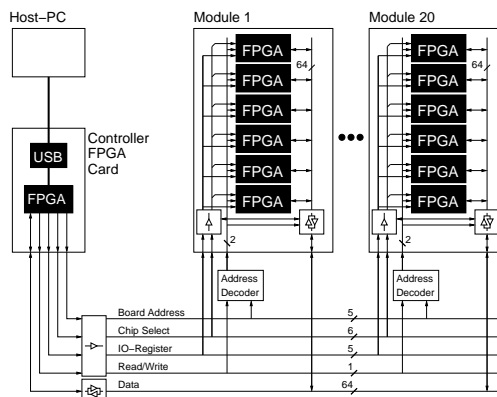 Host-PC
Module 1
Module 20
FPGA
64
FPGA
64
FPGA
FPGA
FPGA
FPGA
Controller
FPGA
Card
USB
FPGA
FPGA
FPGA
FPGA
FPGA
FPGA
FPGA
FPGA
2
2
Address
Decoder
Address
Decoder
Board Address
5
Chip Select
6
IO-Register
5
Read/Write
1
Data
64